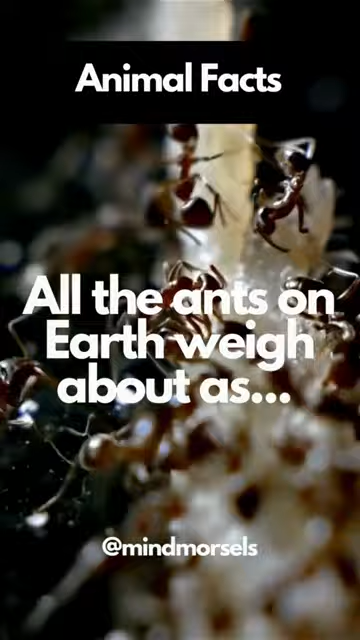 Animal Facts
All the ants on
Earth weigh
about as...
@mindmorsels